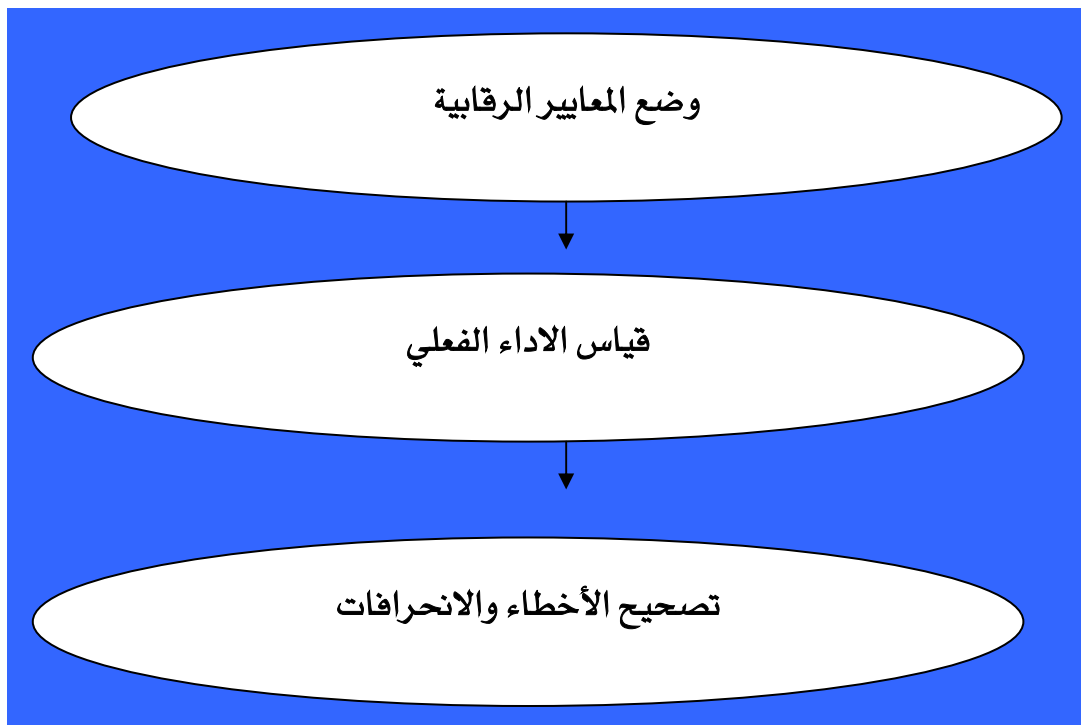 وضع المعايير الرقابية
قياس الاداء الفعلي
تصحيح الأخطاء والانحرافات